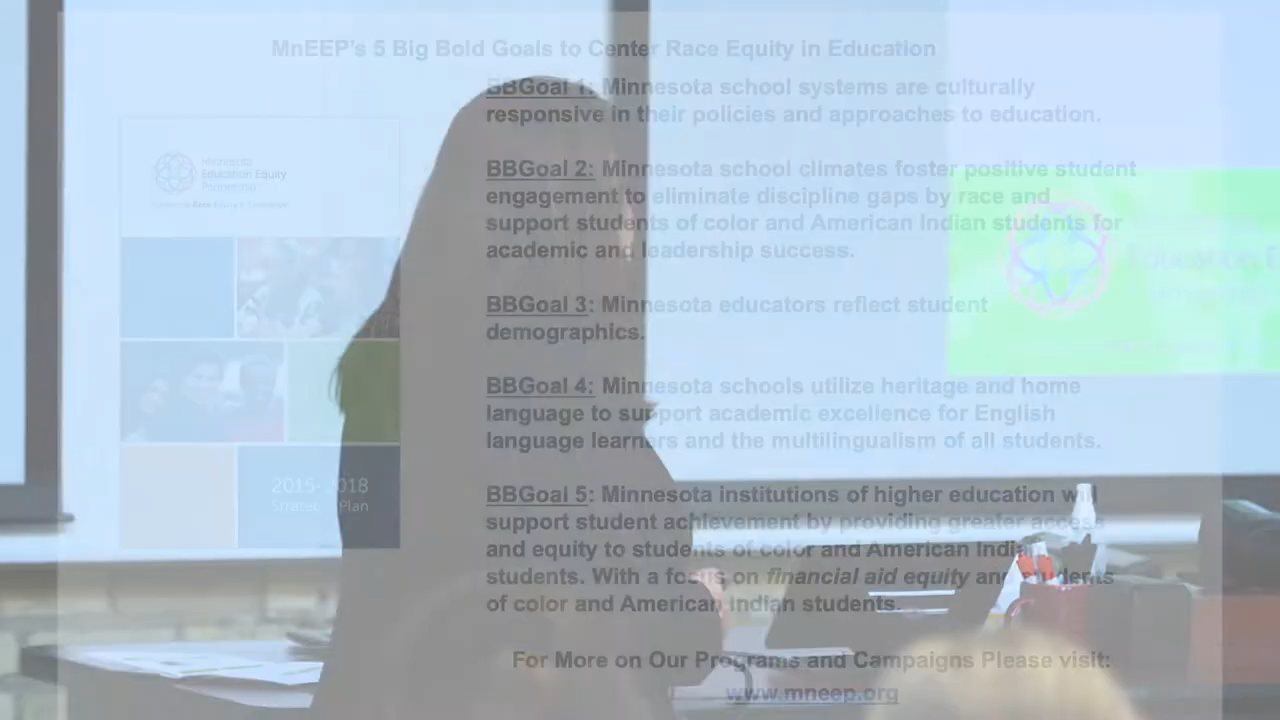 MnEEP's 5 Big Bold Goals to Center Race Equity in Education
BBGoal 1: Minnesota school systems are culturally
responsive in their policies and approaches to education.
Minnesota
Education Equity
Partnership
BBGoal 2: Minnesota school climates foster positive student
engagement to eliminate discipline gaps by race and
support students of color and American Indian students for
academic and leadership success.
Education E
BBGoal 3: Minnesota educators reflect student
demographics.
BBGoal 4: Minnesota schools utilize heritage and home
language to support academic excellence for English
language learners and the multilingualism of all students.
2015-2018
Strategic Plan
BBGoal 5: Minnesota institutions of higher education will
support student achievement by providing greater access
and equity to students of color and American Indian
students. With a focus on financial aid equity and students
of color and American Indian students.
For More on Our Programs and Campaigns Please visit:
www.mneep.org